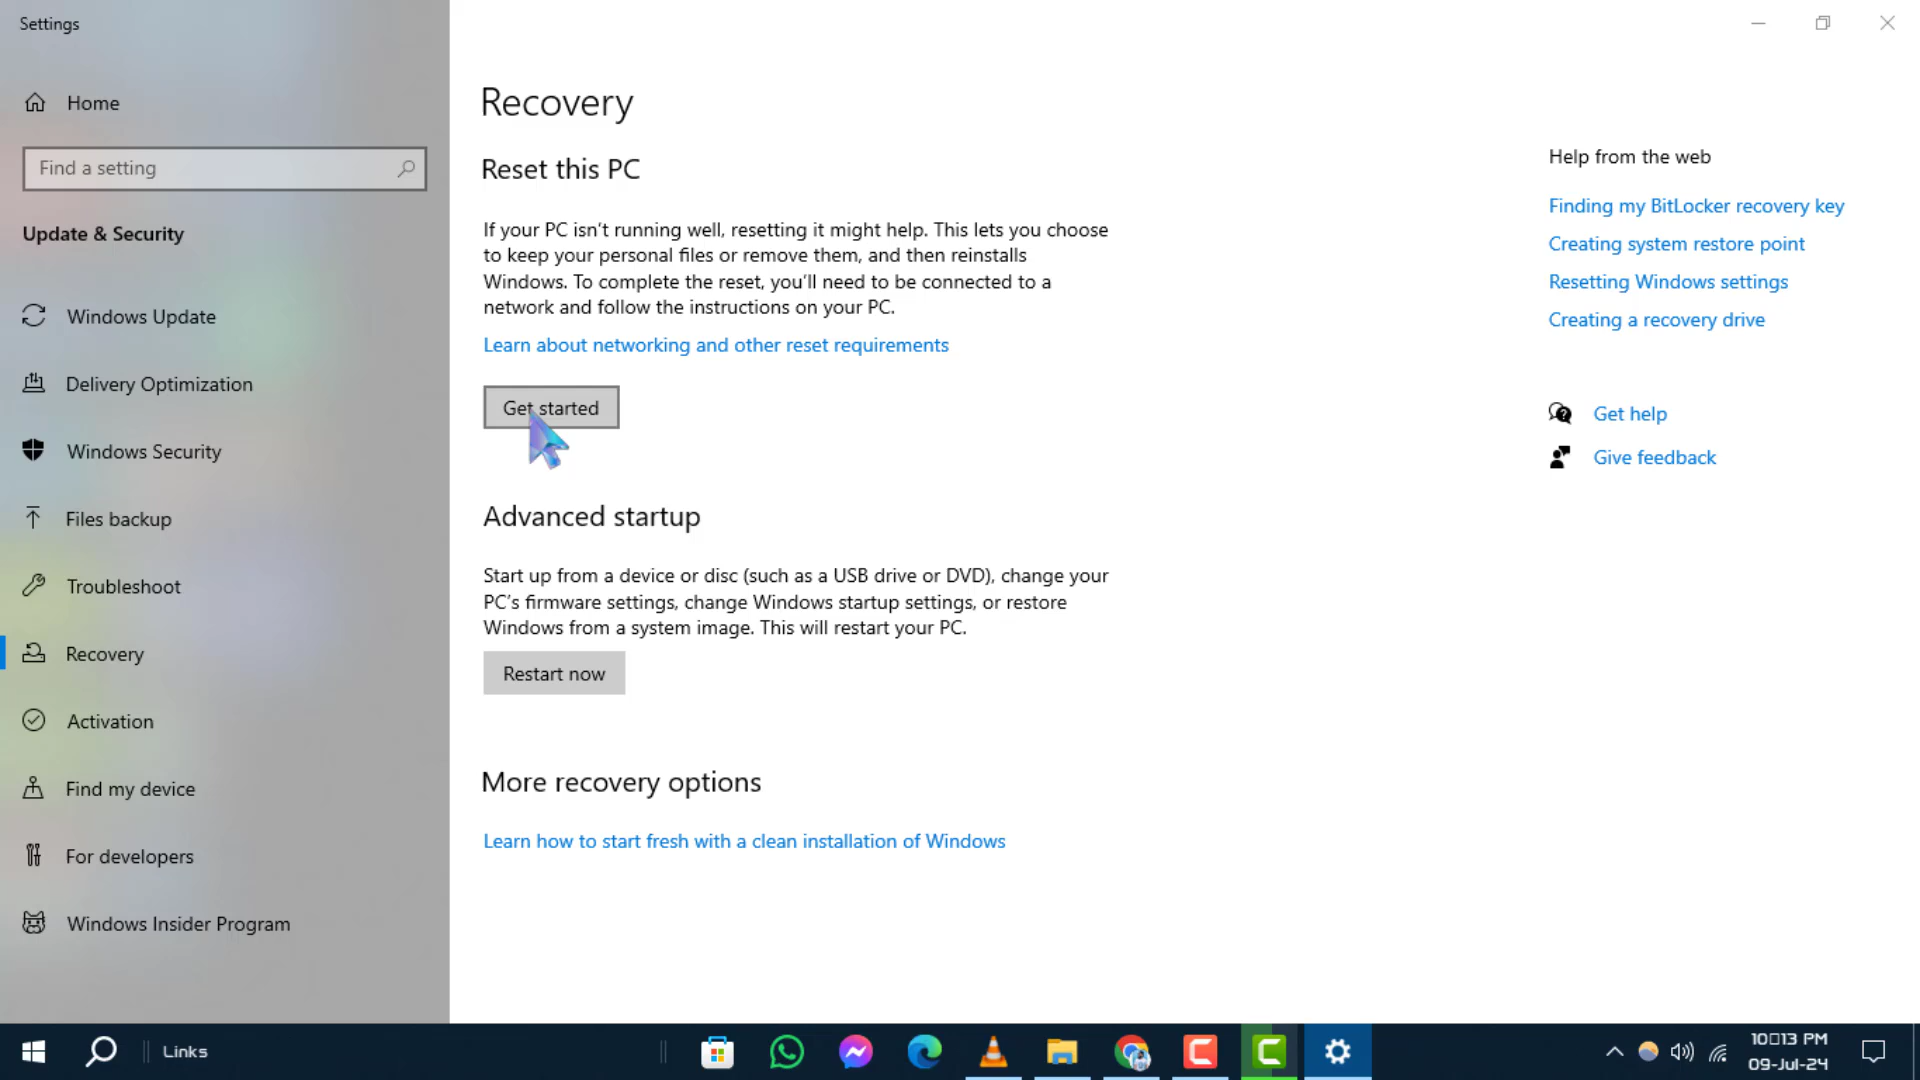 Settings
Home
Find a setting
Update & Security
Windows Update
Delivery Optimization
Windows Security
Files backup
Troubleshoot
Recovery
Activation
Find my device
For developers
Windows Insider Program
Recovery
Reset this PC
If your PC isn't running well, resetting it might help. This lets you choose
to keep your personal files or remove them, and then reinstalls
Windows. To complete the reset, you'll need to be connected to a
network and follow the instructions on your PC.
Learn about networking and other reset requirements
Get started
Advanced startup
Start up from a device or disc (such as a USB drive or DVD), change your
PC's firmware settings, change Windows startup settings, or restore
Windows from a system image. This will restart your PC.
Restart now
More recovery options
Learn how to start fresh with a clean installation of Windows
Help from the web
Finding my BitLocker recovery key
Creating system restore point
Resetting Windows settings
Creating a recovery drive
Get help
Give feedback
Links
10□13 PM
09-Jul-24